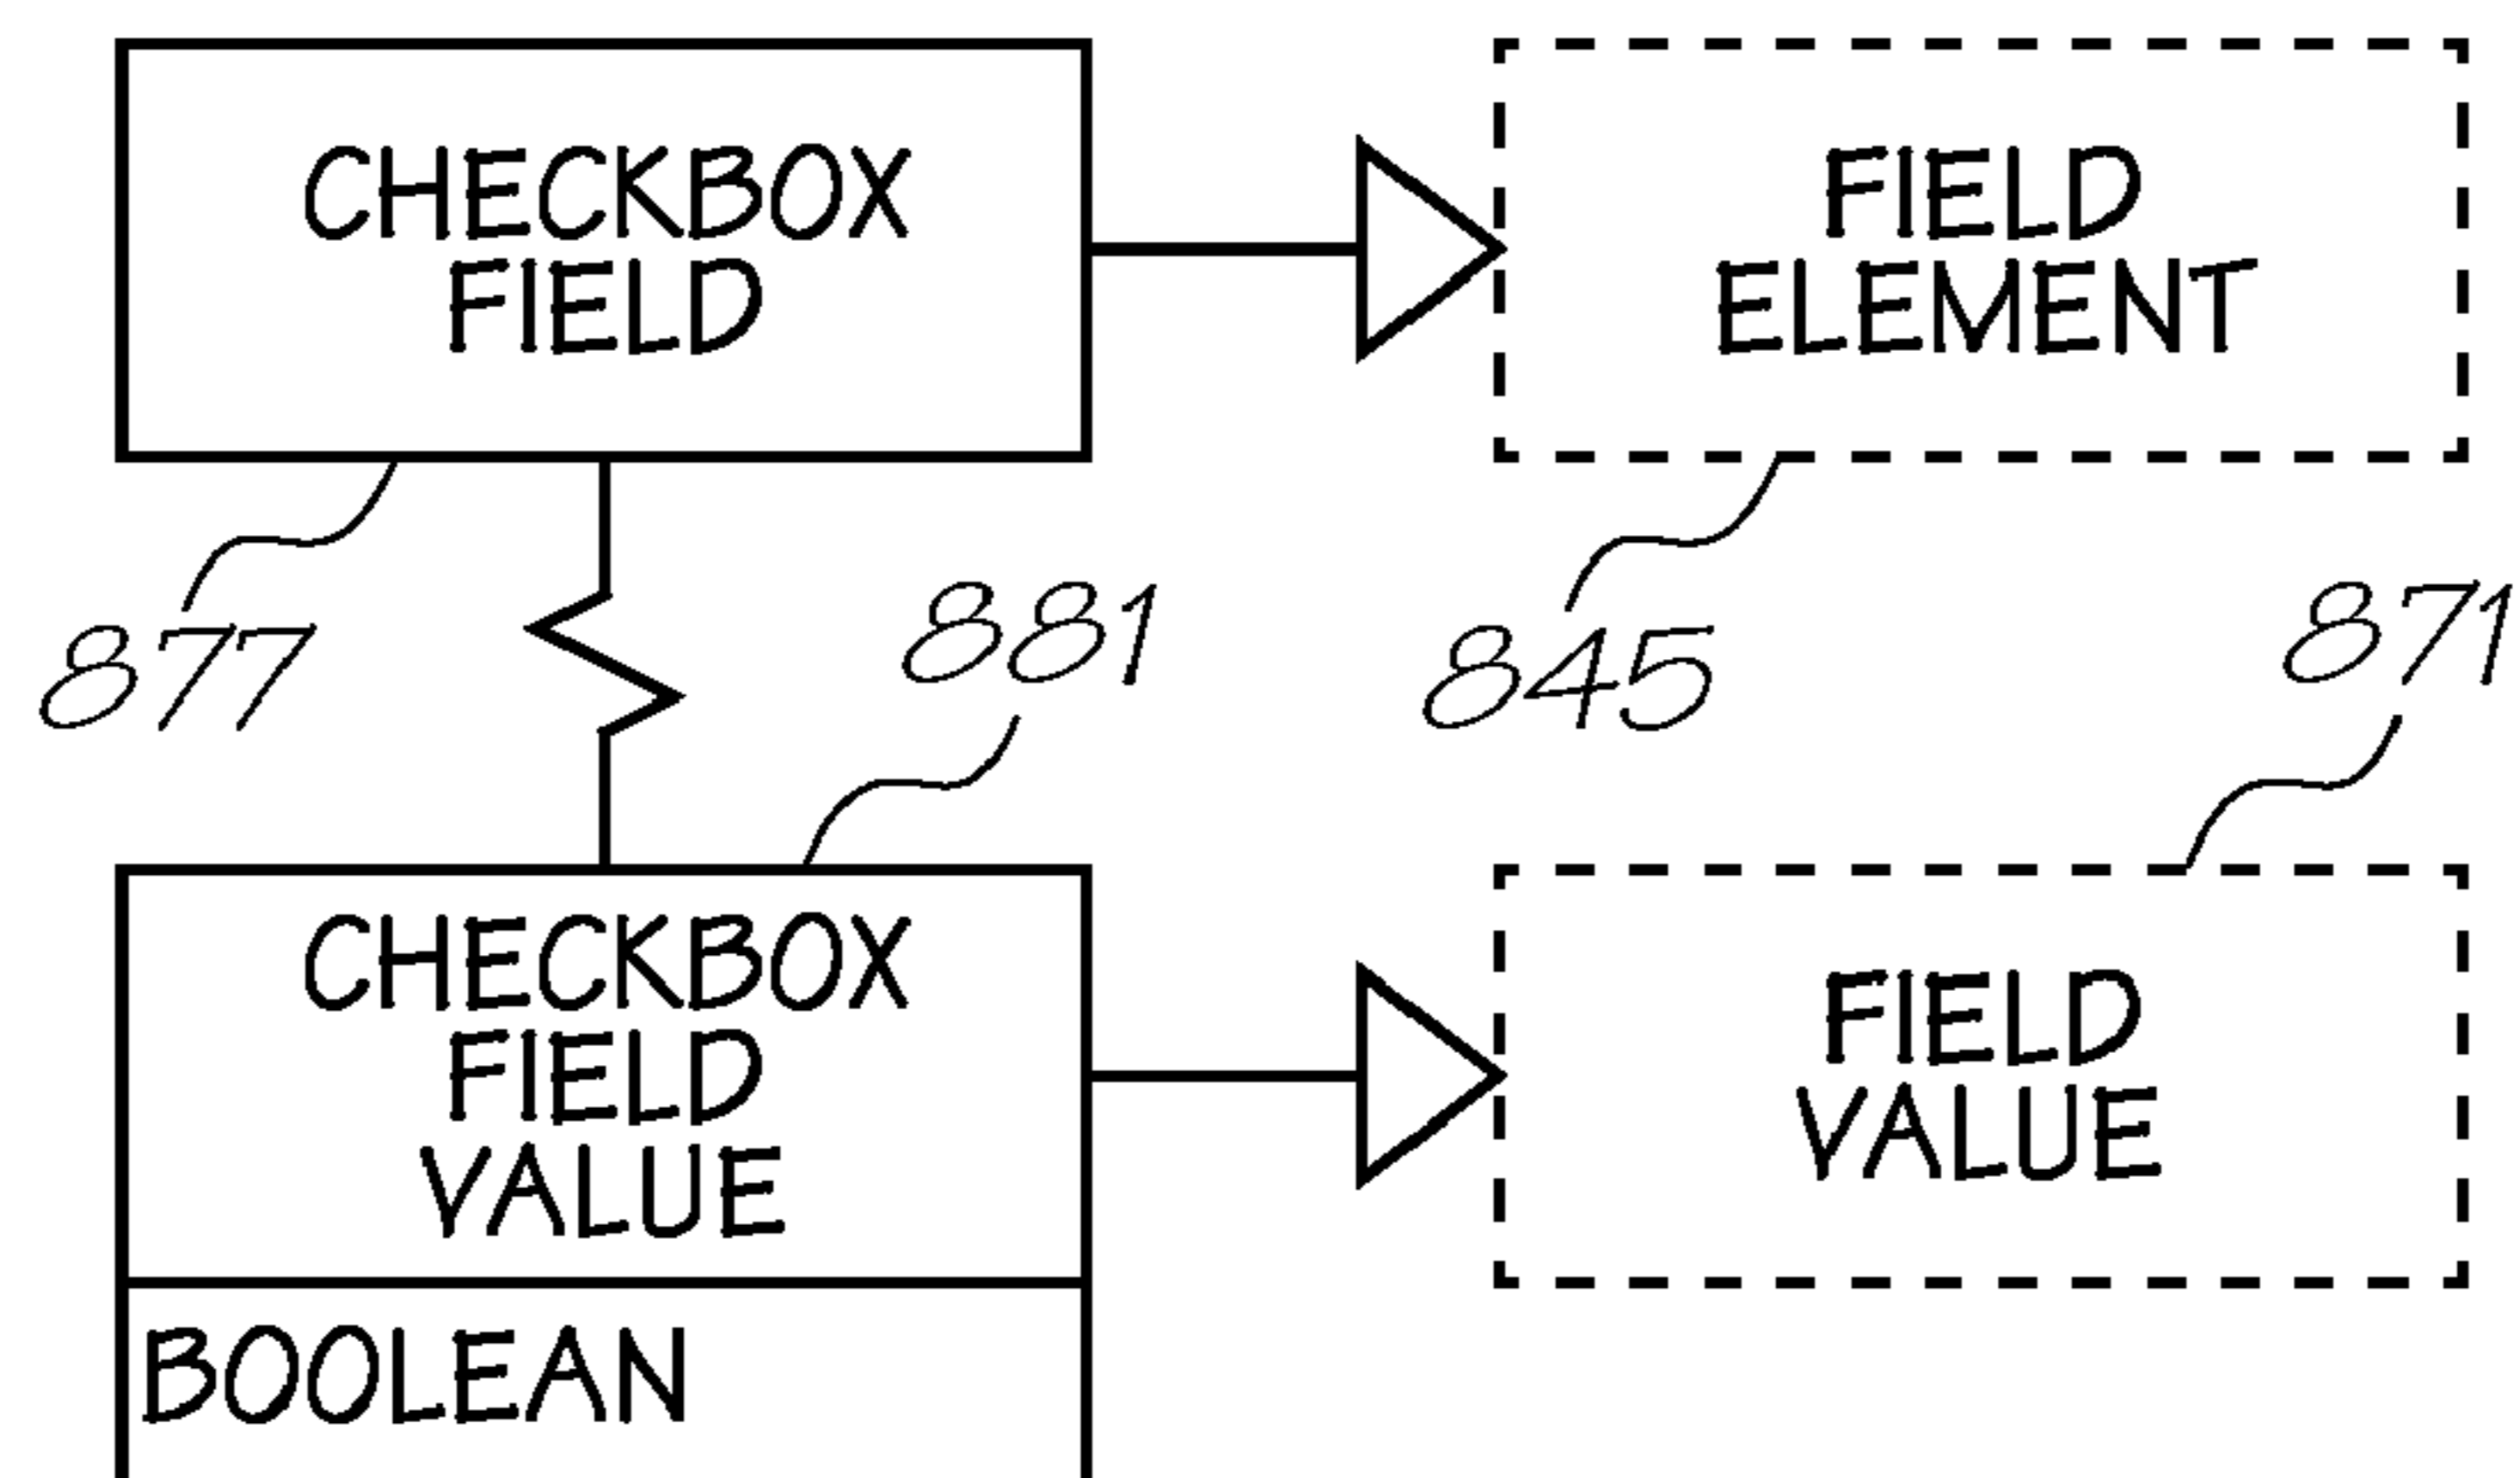 CHECKBOX
FIELD
FIELD
ELEMENT
877
881
845
871
CHECKBOX
FIELD
VALUE
FIELD
VALUE
BOOLEAN